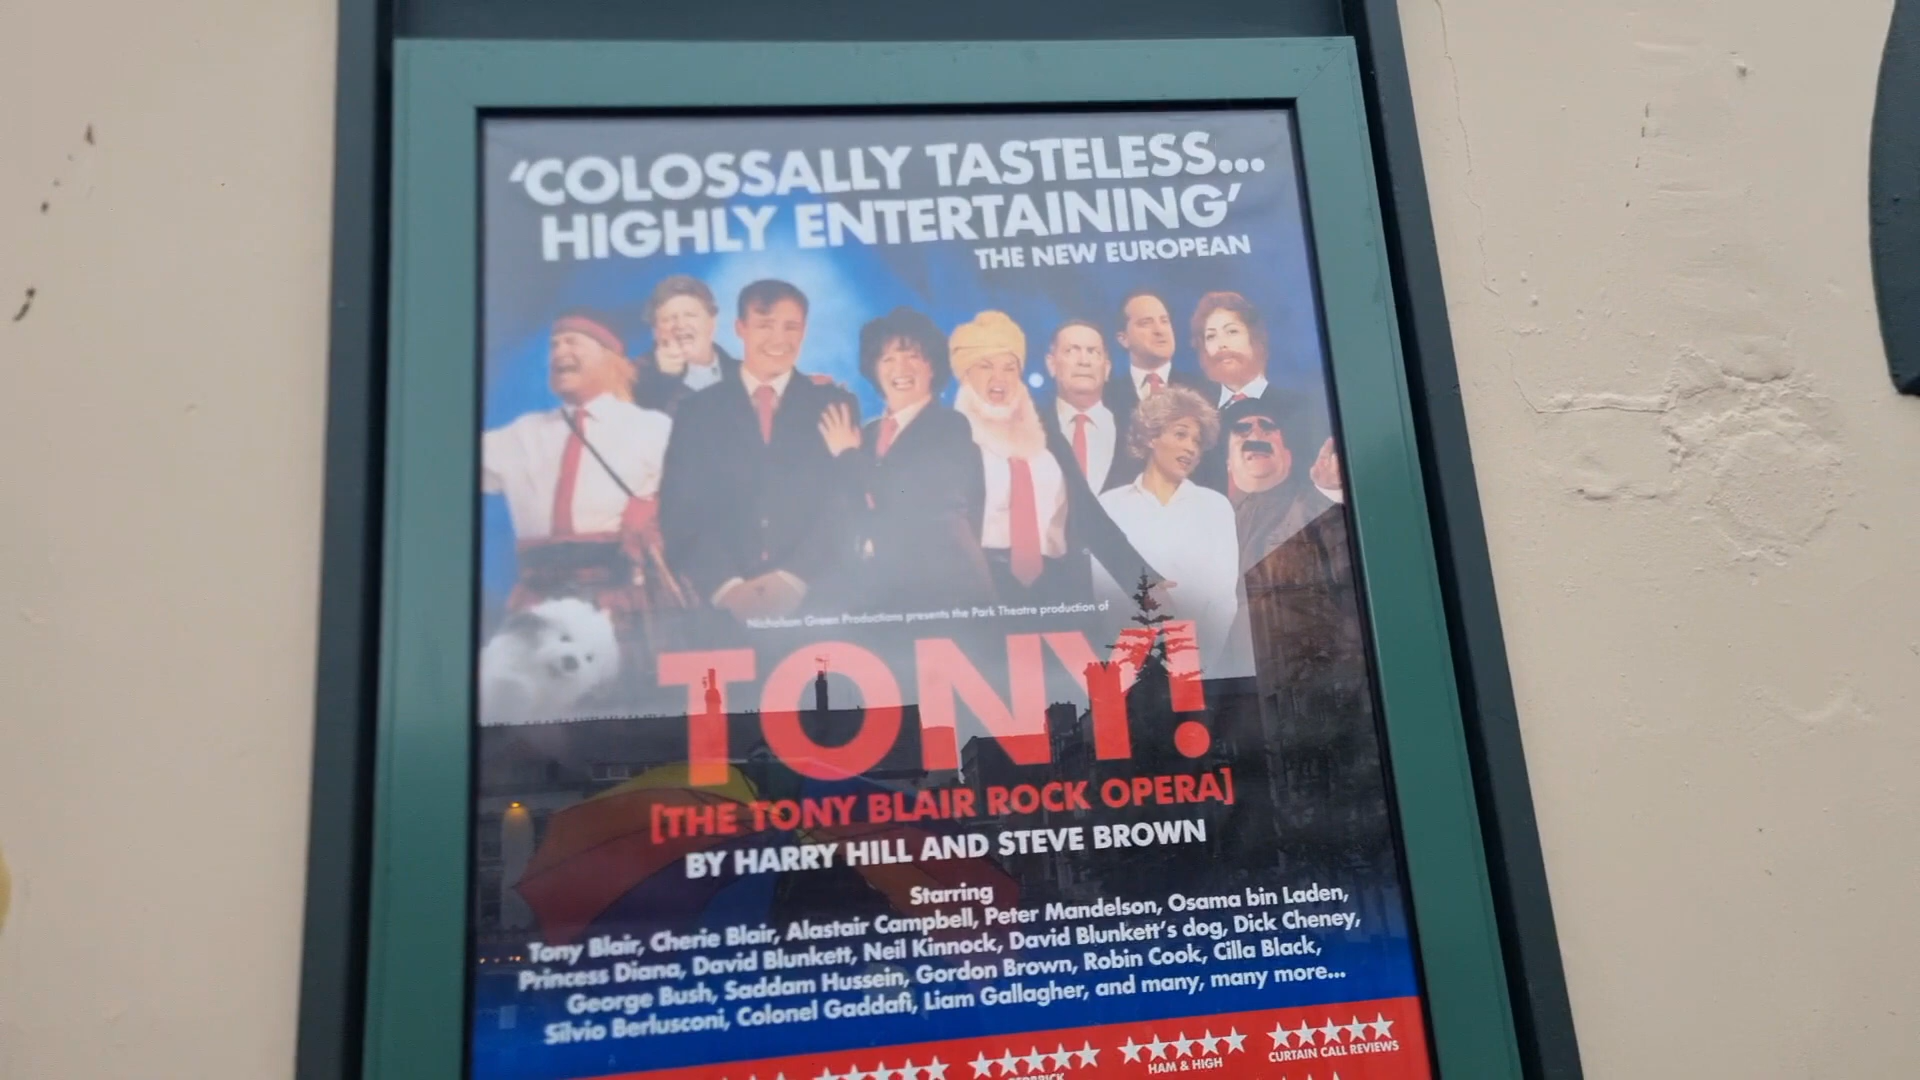 ‘COLOSSALLY TASTELESS...
HIGHLY ENTERTAINING’
THE NEW EUROPEAN
Nicholson Green Productions presents the Park Theatre production of
TONY!
[THE TONY BLAIR ROCK OPERA]
BY HARRY HILL AND STEVE BROWN
Starring
Tony Blair, Cherie Blair, Alastair Campbell, Peter Mandelson, Osama bin Laden,
Princess Diana, David Blunkett, Neil Kinnock, David Blunkett’s dog, Dick Cheney,
George Bush, Saddam Hussein, Gordon Brown, Robin Cook, Cilla Black,
Silvio Berlusconi, Colonel Gaddafi, Liam Gallagher, and many, many more...
HAM & HIGH
CURTAIN CALL REVIEWS